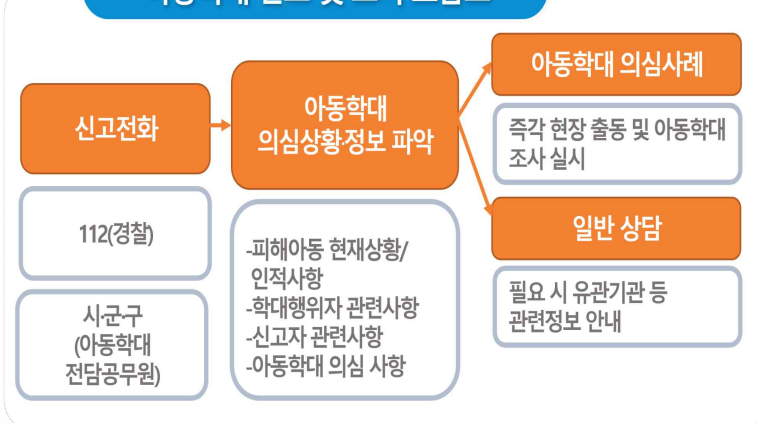 신고전화
112(경찰)
시·군·구
(아동학대
전담공무원)
아동학대
의심상황·정보 파악
-피해아동 현재상황/
인적사항
-학대행위자 관련사항
-신고자 관련사항
-아동학대 의심 사항
아동학대 의심사례
즉각 현장 출동 및 아동학대
조사 실시
일반 상담
필요 시 유관기관 등
관련정보 안내